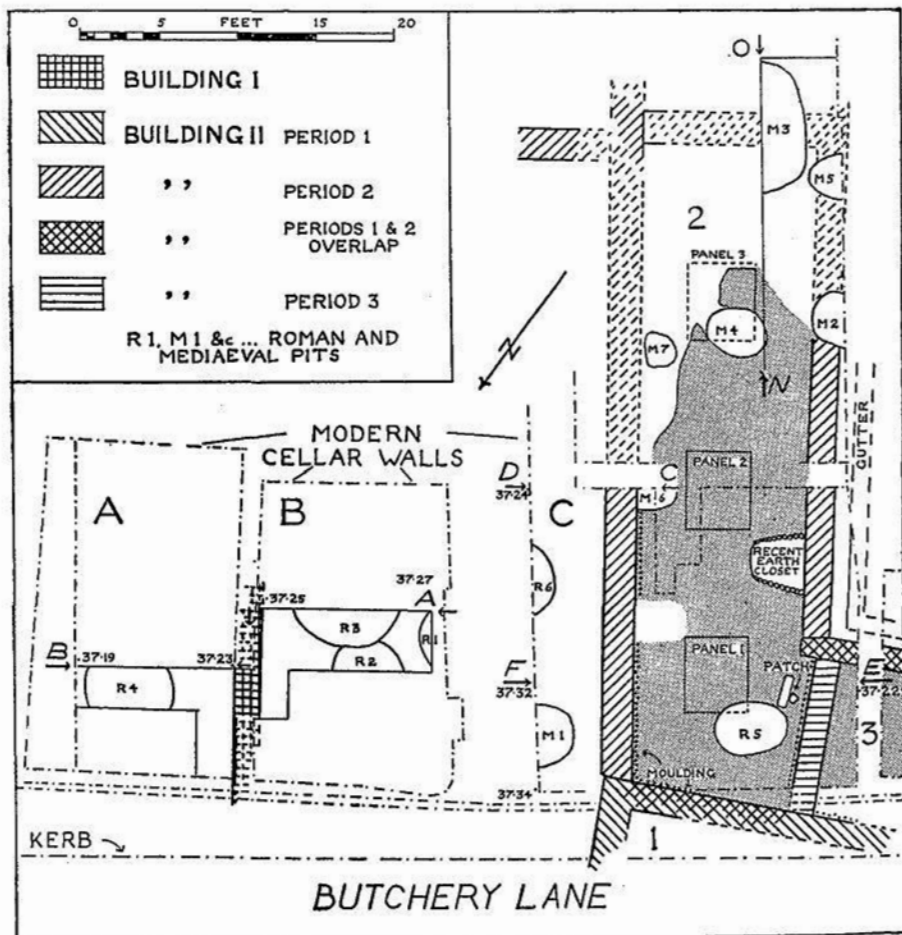 0 5 FEET 15 20
BUILDING I
BUILDING II PERIOD 1
,, PERIOD 2
,, PERIODS 1 & 2
OVERLAP
,, PERIOD 3
R1, M1 &c ... ROMAN AND
MEDIAEVAL PITS
O
M3
M5
2
PANEL 3
M4
M2
M7
N
N
GUTTER
MODERN
CELLAR WALLS
A
B
C
D
37·24
PANEL 2
C
M6
RECENT
EARTH
CLOSET
37·27
37·25
A
R6
R3
R1
R2
B
37·19
37·23
R4
F
37·32
M1
PANEL 1
PATCH
E
37·22
R5
3
MOULDING
37·34
KERB
1
BUTCHERY LANE